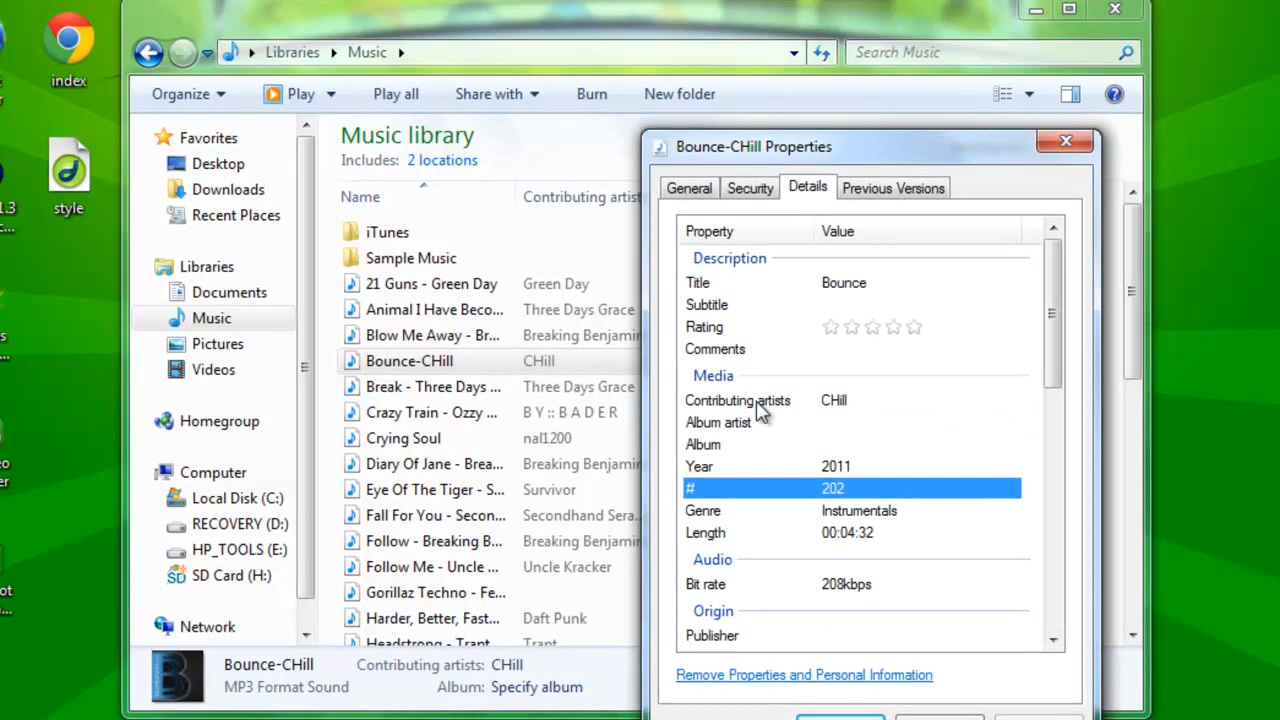 index
style
1.3
...
eo
er
ot
o...
Libraries
Music
Search Music
Organize
Play
Play all
Share with
Burn
New folder
Favorites
Desktop
Downloads
Recent Places
Libraries
Documents
Music
Pictures
Videos
Homegroup
Computer
Local Disk (C:)
RECOVERY (D:)
HP_TOOLS (E:)
SD Card (H:)
Network
Music library
Includes: 2 locations
Name Contributing artist
iTunes
Sample Music
21 Guns - Green Day Green Day
Animal I Have Beco... Three Days Grace
Blow Me Away - Br... Breaking Benjamin
Bounce-CHill CHill
Break - Three Days ... Three Days Grace
Crazy Train - Ozzy ... B Y :: B A D E R
Crying Soul nal1200
Diary Of Jane - Brea... Breaking Benjamin
Eye Of The Tiger - S... Survivor
Fall For You - Secon... Secondhand Sera...
Follow - Breaking B... Breaking Benjamin
Follow Me - Uncle ... Uncle Kracker
Gorillaz Techno - Fe...
Harder, Better, Fast... Daft Punk
Headstrong - Trant... Trant
Bounce-CHill Contributing artists: CHill
MP3 Format Sound Album: Specify album
Bounce-CHill Properties
General Security Details Previous Versions
Property Value
Description
Title Bounce
Subtitle
Rating
Comments
Media
Contributing artists CHill
Album artist
Album
Year 2011
# 202
Genre Instrumentals
Length 00:04:32
Audio
Bit rate 208kbps
Origin
Publisher
Remove Properties and Personal Information